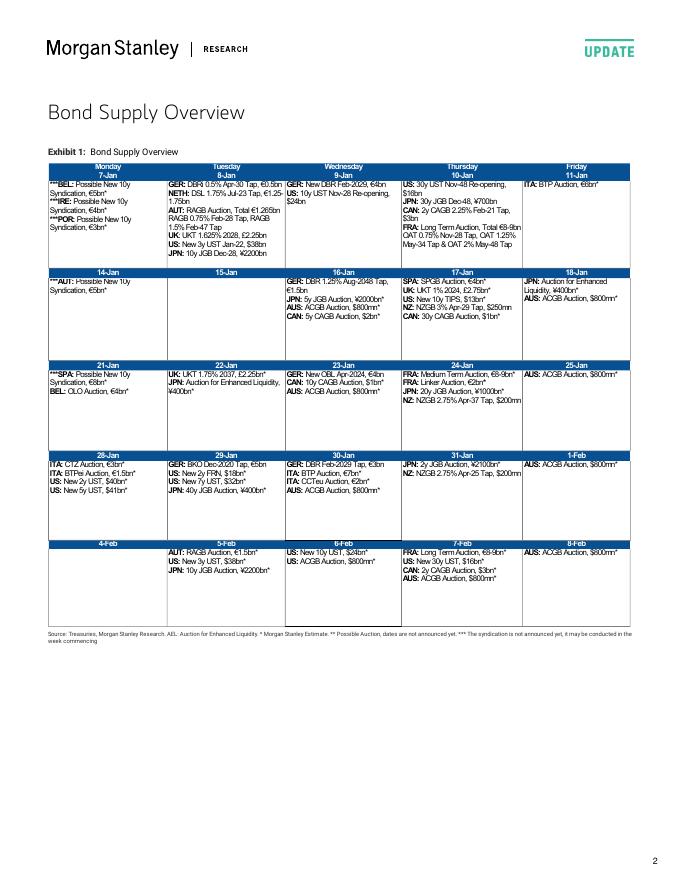 Morgan Stanley | RESEARCH
UPDATE
Bond Supply Overview
Exhibit 1: Bond Supply Overview
Monday
7-Jan
Tuesday
8-Jan
Wednesday
9-Jan
Thursday
10-Jan
Friday
11-Jan
***BEL: Possible New 10y
Syndication, €5bn*
***IRE: Possible New 10y
Syndication, €4bn*
***POR: Possible New 10y
Syndication, €3bn*
GER: DBRi 0.5% Apr-30 Tap, €0.5bn
NETH: DSL 1.75% Jul-23 Tap, €1.25-
1.75bn
AUT: RAGB Auction, Total €1.265bn
RAGB 0.75% Feb-28 Tap, RAGB
1.5% Feb-47 Tap
UK: UKT 1.625% 2028, £2.25bn
US: New 3y UST Jan-22, $38bn
JPN: 10y JGB Dec-28, ¥2200bn
GER: New DBR Feb-2029, €4bn
US: 10y UST Nov-28 Re-opening,
$24bn
US: 30y UST Nov-48 Re-opening,
$16bn
JPN: 30y JGB Dec-48, ¥700bn
CAN: 2y CAGB 2.25% Feb-21 Tap,
$3bn
FRA: Long Term Auction, Total €8-9bn
OAT 0.75% Nov-28 Tap, OAT 1.25%
May-34 Tap & OAT 2% May-48 Tap
ITA: BTP Auction, €6bn*
14-Jan
15-Jan
16-Jan
17-Jan
18-Jan
***AUT: Possible New 10y
Syndication, €5bn*
GER: DBR 1.25% Aug-2048 Tap,
€1.5bn
JPN: 5y JGB Auction, ¥2000bn*
AUS: ACGB Auction, $800mn*
CAN: 5y CAGB Auction, $2bn*
SPA: SPGB Auction, €4bn*
UK: UKT 1% 2024, £2.75bn*
US: New 10y TIPS, $13bn*
NZ: NZGB 3% Apr-29 Tap, $250mn
CAN: 30y CAGB Auction, $1bn*
JPN: Auction for Enhanced
Liquidity, ¥400bn*
AUS: ACGB Auction, $800mn*
21-Jan
22-Jan
23-Jan
24-Jan
25-Jan
***SPA: Possible New 10y
Syndication, €8bn*
BEL: OLO Auction, €4bn*
UK: UKT 1.75% 2037, £2.25bn*
JPN: Auction for Enhanced Liquidity,
¥400bn*
GER: New OBL Apr-2024, €4bn
CAN: 10y CAGB Auction, $1bn*
AUS: ACGB Auction, $800mn*
FRA: Medium Term Auction, €8-9bn*
FRA: Linker Auction, €2bn*
JPN: 20y JGB Auction, ¥1000bn*
NZ: NZGB 2.75% Apr-37 Tap, $200mn
AUS: ACGB Auction, $800mn*
28-Jan
29-Jan
30-Jan
31-Jan
1-Feb
ITA: CTZ Auction, €3bn*
ITA: BTPei Auction, €1.5bn*
US: New 2y UST, $40bn*
US: New 5y UST, $41bn*
GER: BKO Dec-2020 Tap, €5bn
US: New 2y FRN, $18bn*
US: New 7y UST, $32bn*
JPN: 40y JGB Auction, ¥400bn*
GER: DBR Feb-2029 Tap, €3bn
ITA: BTP Auction, €7bn*
ITA: CCTeu Auction, €2bn*
AUS: ACGB Auction, $800mn*
JPN: 2y JGB Auction, ¥2100bn*
NZ: NZGB 2.75% Apr-25 Tap, $200mn
AUS: ACGB Auction, $800mn*
4-Feb
5-Feb
6-Feb
7-Feb
8-Feb
AUT: RAGB Auction, €1.5bn*
US: New 3y UST, $38bn*
JPN: 10y JGB Auction, ¥2200bn*
US: New 10y UST, $24bn*
US: ACGB Auction, $800mn*
FRA: Long Term Auction, €8-9bn*
US: New 30y UST, $16bn*
CAN: 2y CAGB Auction, $3bn*
AUS: ACGB Auction, $800mn*
AUS: ACGB Auction, $800mn*
Source: Treasuries, Morgan Stanley Research. AEL: Auction for Enhanced Liquidity. * Morgan Stanley Estimate. ** Possible Auction, dates are not announced yet. *** The syndication is not announced yet, it may be conducted in the
week commencing
2